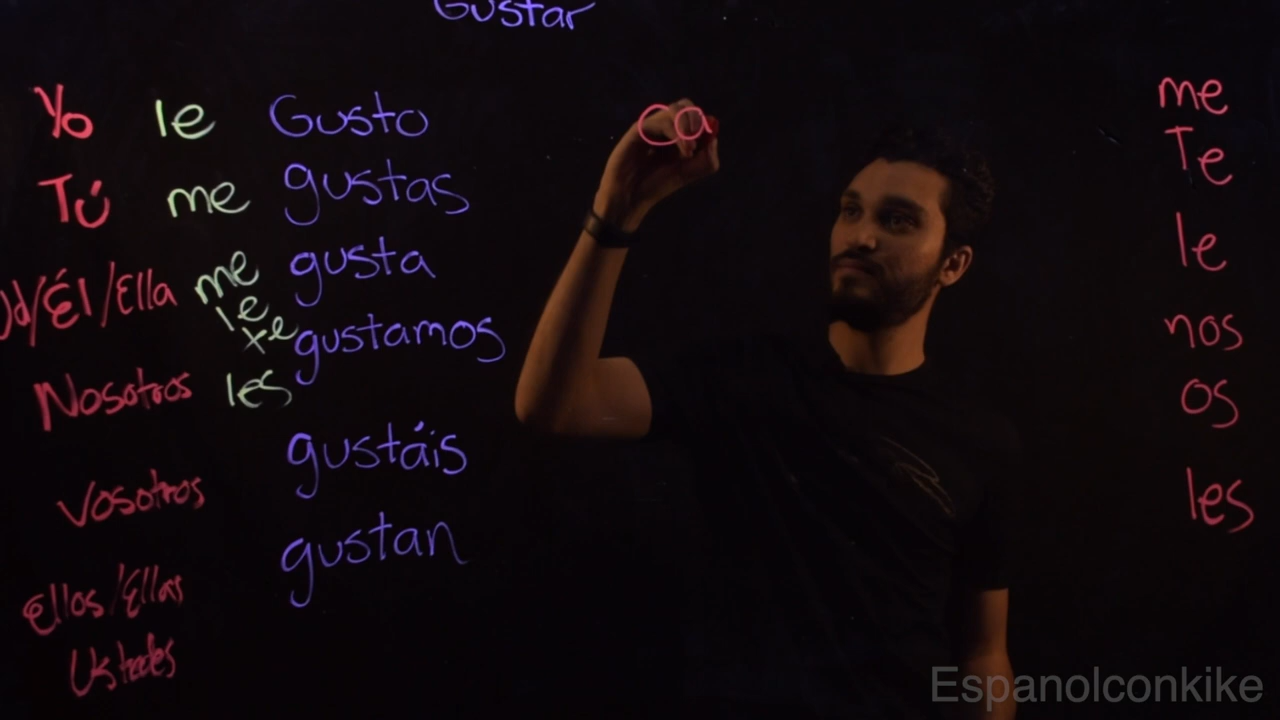 Gustar
Yo le Gusto
Tú me gustas
Ud/Él/Ella me gusta
le
te gustamos
Nosotros les
gustáis
Vosotros
gustan
Ellos/Ellas
Ustedes
Ca
me
Te
le
nos
os
les
Espanolconkike